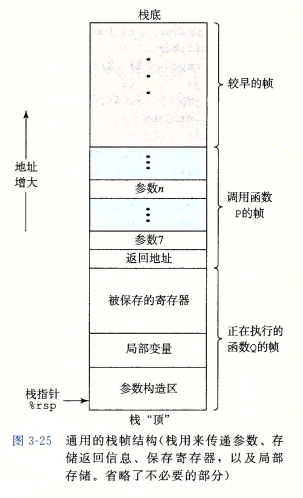 栈底
较早的帧
地址
增大
参数n
调用函数
P的帧
参数7
返回地址
被保存的寄存器
正在执行的
函数Q的帧
局部变量
参数构造区
栈指针
%rsp
栈“顶”
图 3-25 通用的栈帧结构(栈用来传递参数、存
储返回信息、保存寄存器，以及局部
存储。省略了不必要的部分)